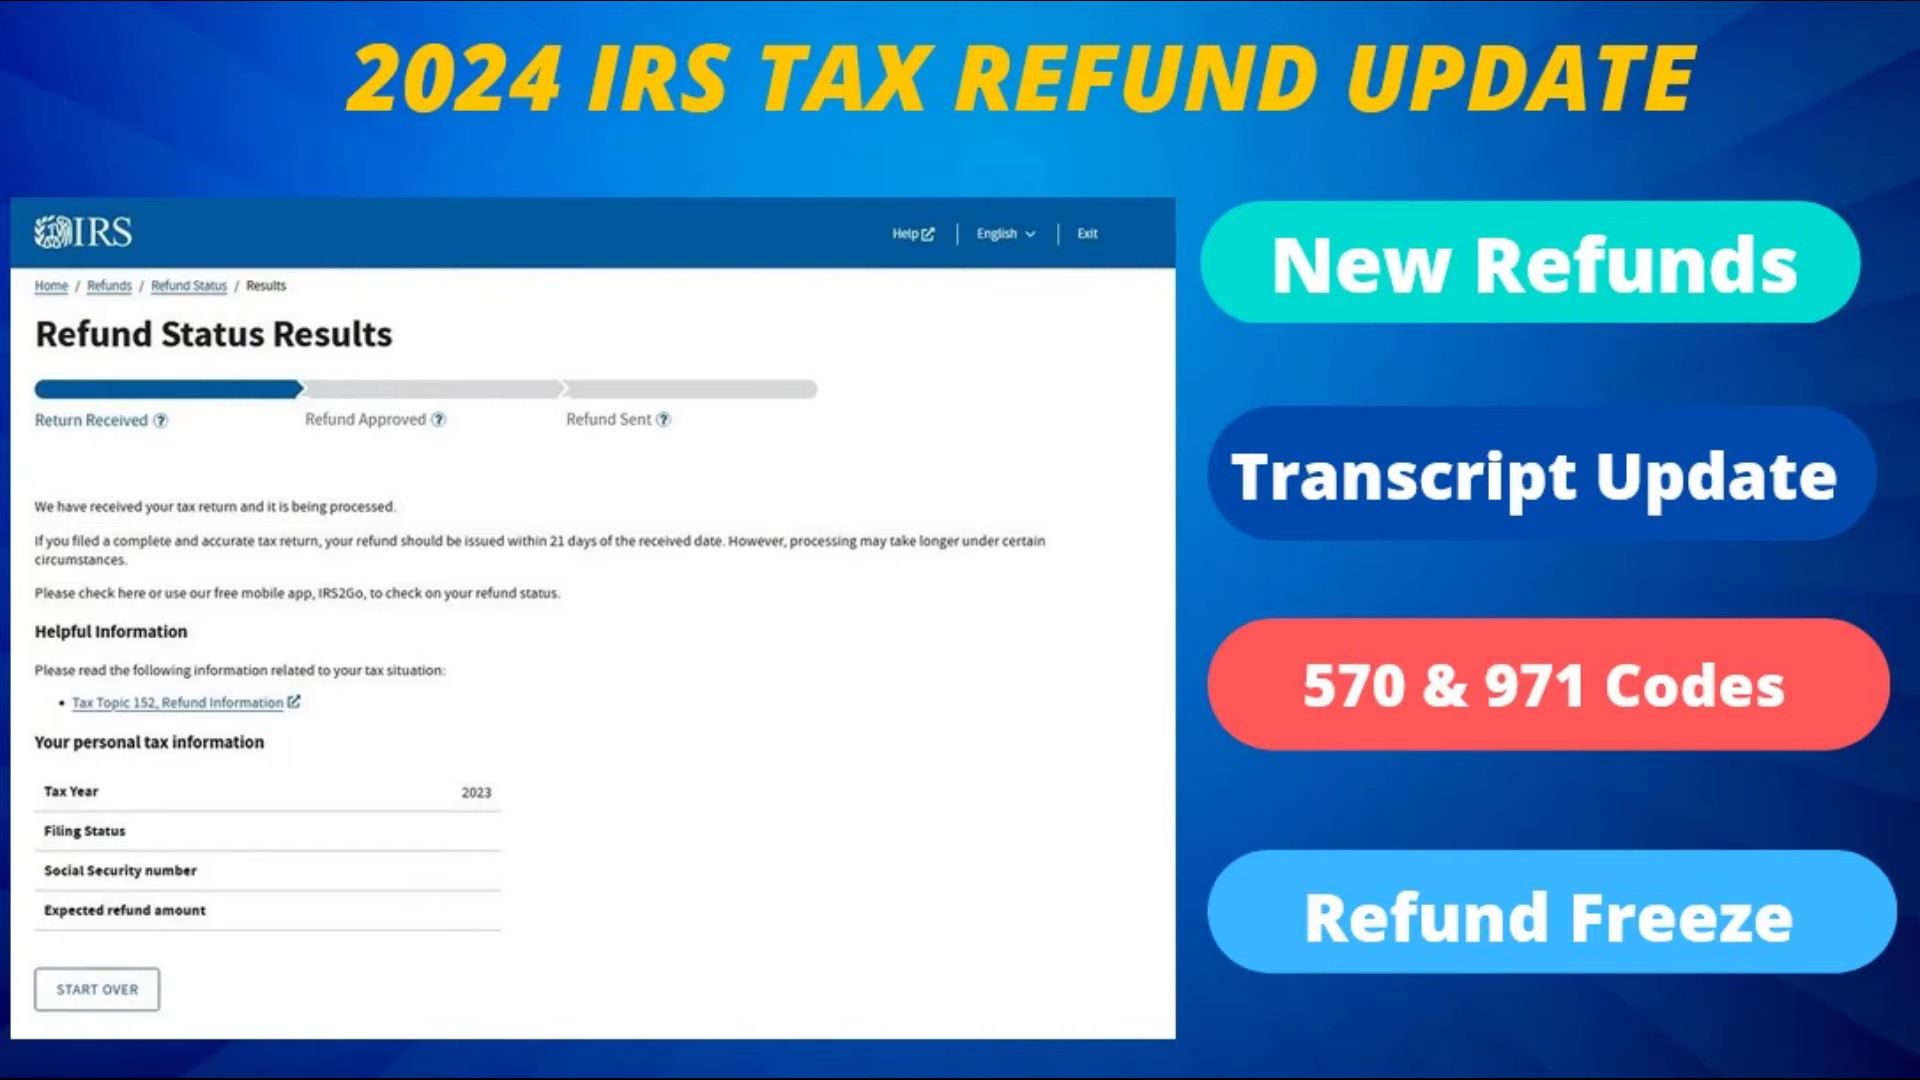 2024 IRS TAX REFUND UPDATE
IRS
Help
English
Exit
Home / Refunds / Refund Status / Results
Refund Status Results
Return Received ?
Refund Approved ?
Refund Sent ?
We have received your tax return and it is being processed.
If you filed a complete and accurate tax return, your refund should be issued within 21 days of the received date. However, processing may take longer under certain
circumstances.
Please check here or use our free mobile app, IRS2Go, to check on your refund status.
Helpful Information
Please read the following information related to your tax situation:
• Tax Topic 152, Refund Information
Your personal tax information
Tax Year 2023
Filing Status
Social Security number
Expected refund amount
START OVER
New Refunds
Transcript Update
570 & 971 Codes
Refund Freeze